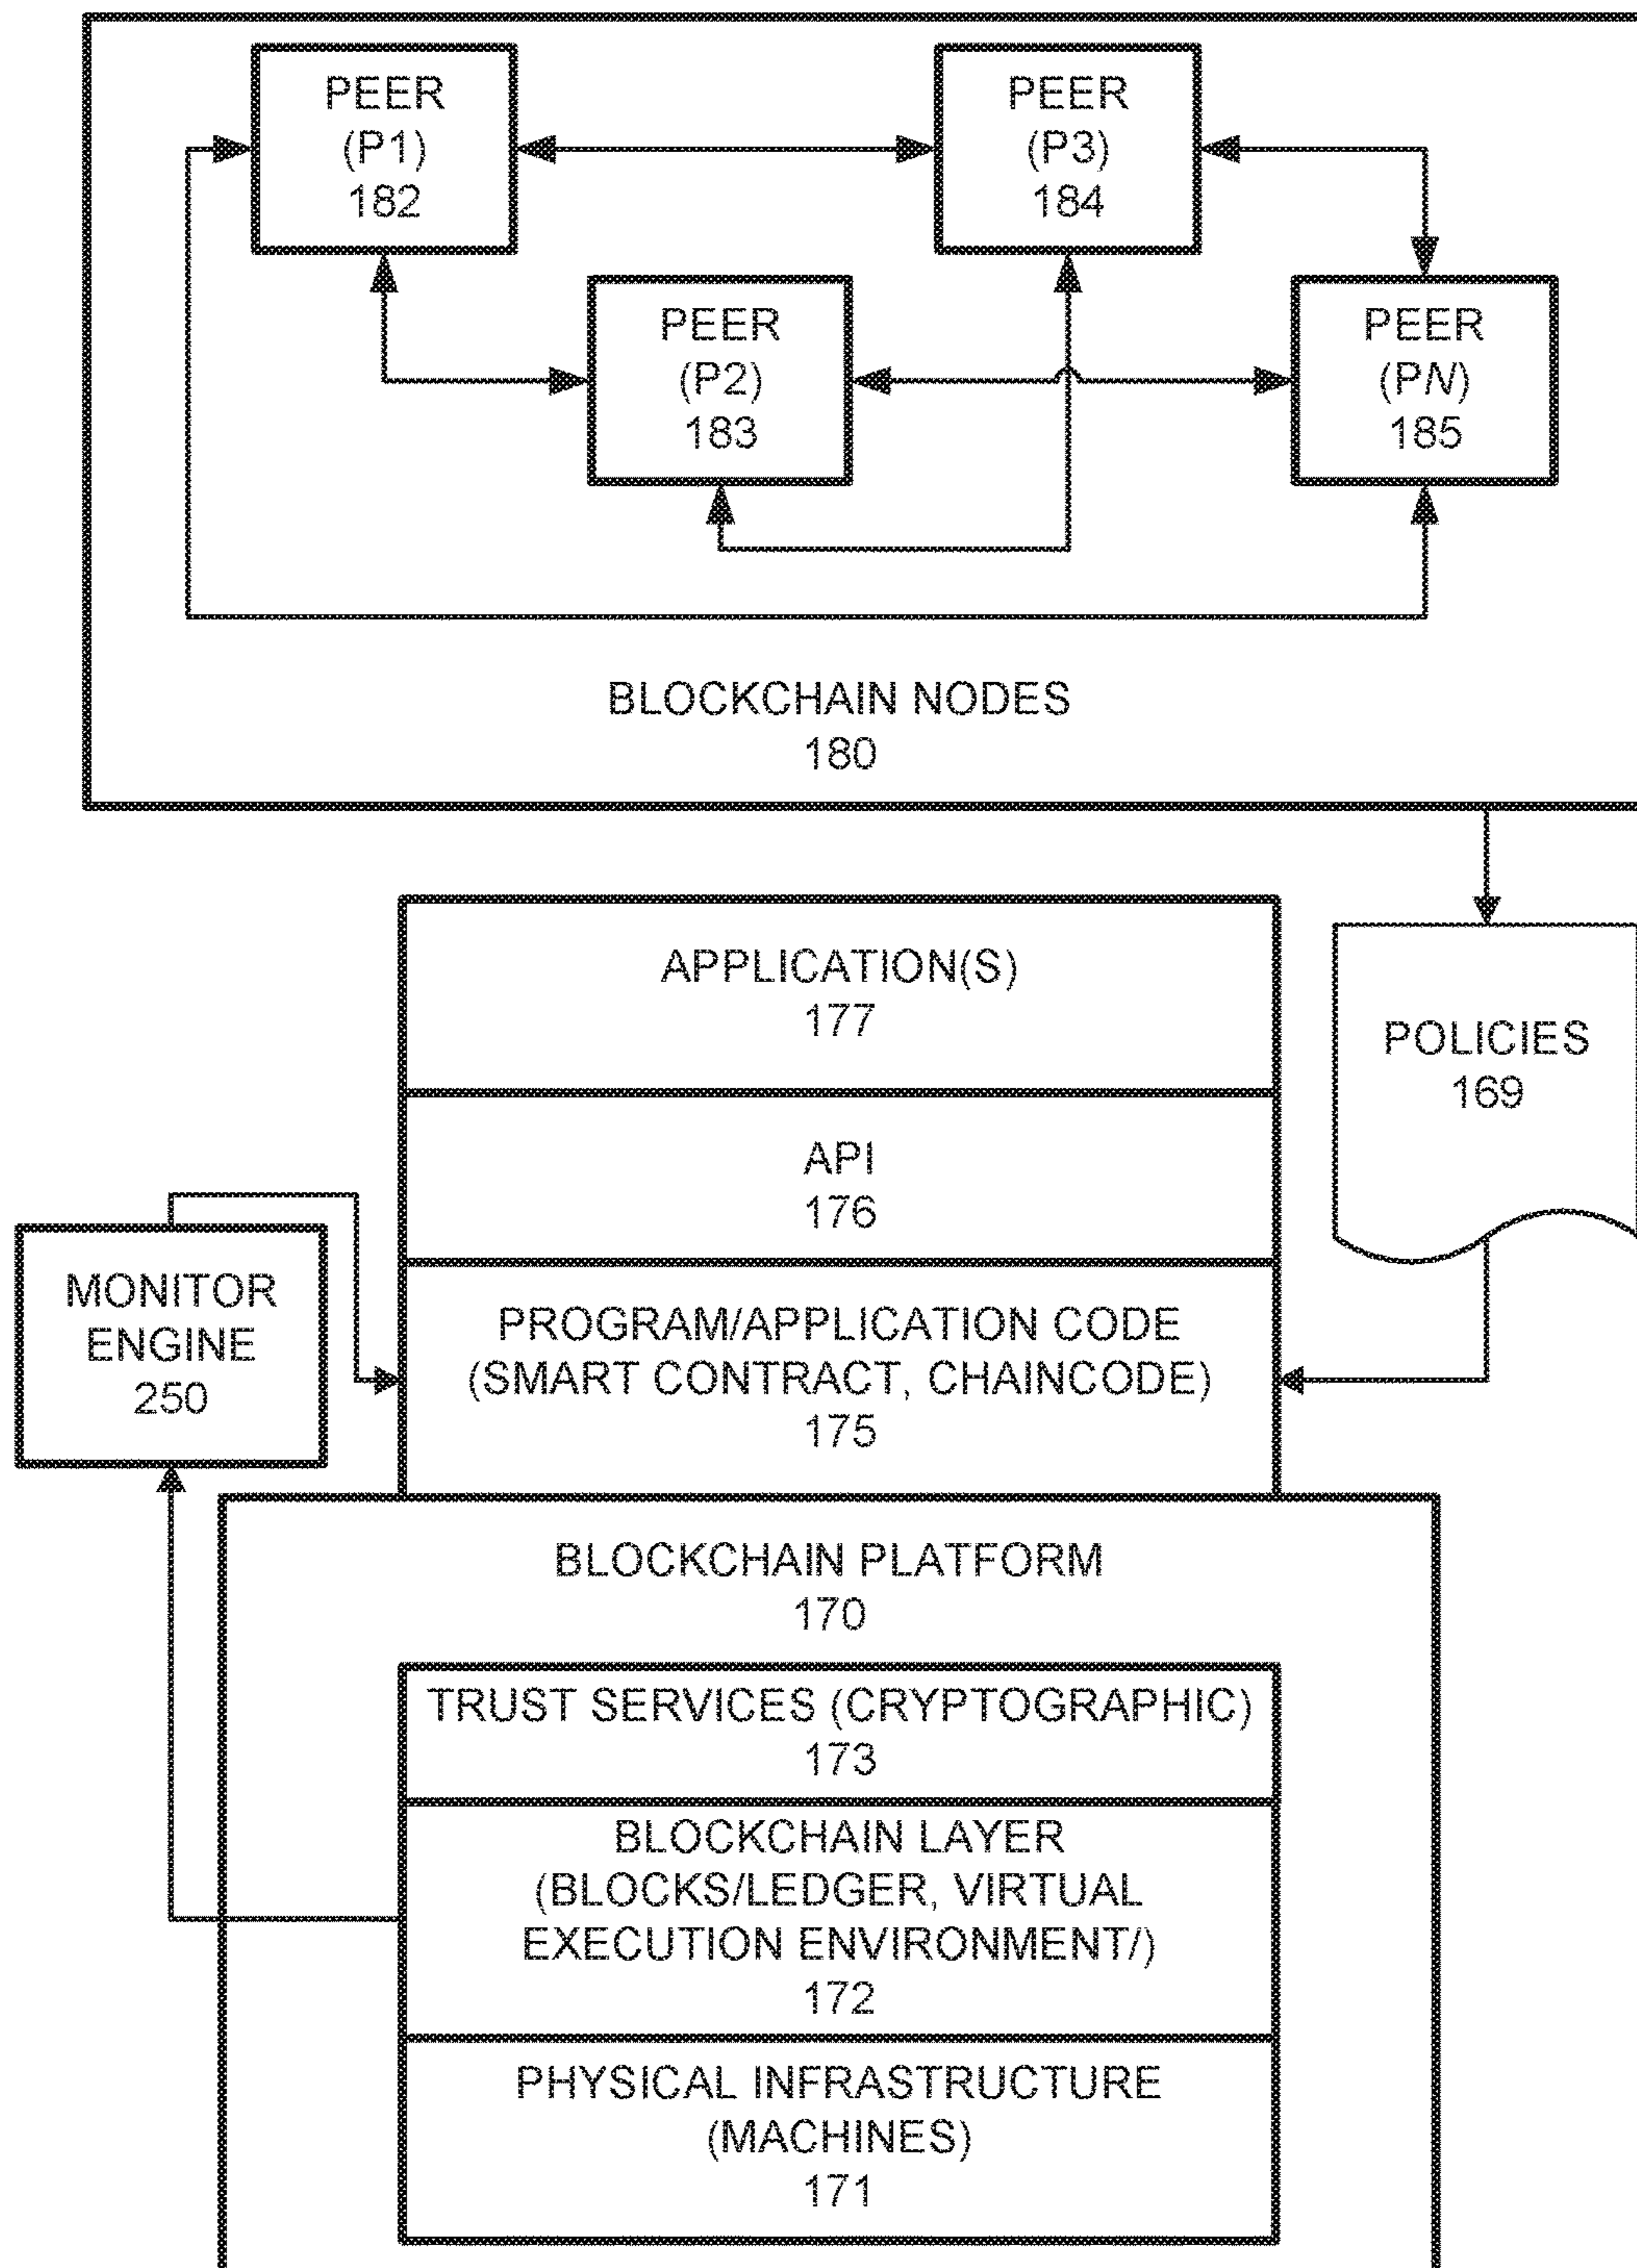 PEER
(P1)
182
PEER
(P3)
184
PEER
(P2)
183
PEER
(PN)
185
BLOCKCHAIN NODES
180
APPLICATION(S)
177
POLICIES
169
API
176
MONITOR
ENGINE
250
PROGRAM/APPLICATION CODE
(SMART CONTRACT, CHAINCODE)
175
BLOCKCHAIN PLATFORM
170
TRUST SERVICES (CRYPTOGRAPHIC)
173
BLOCKCHAIN LAYER
(BLOCKS/LEDGER, VIRTUAL
EXECUTION ENVIRONMENT/)
172
PHYSICAL INFRASTRUCTURE
(MACHINES)
171